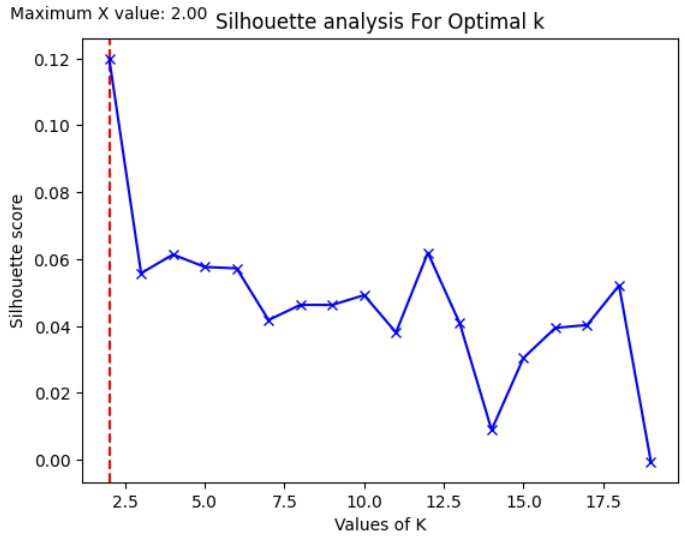 Maximum X value: 2.00
Silhouette analysis For Optimal k
Silhouette score
0.12
0.10
0.08
0.06
0.04
0.02
0.00
2.5 5.0 7.5 10.0 12.5 15.0 17.5
Values of K